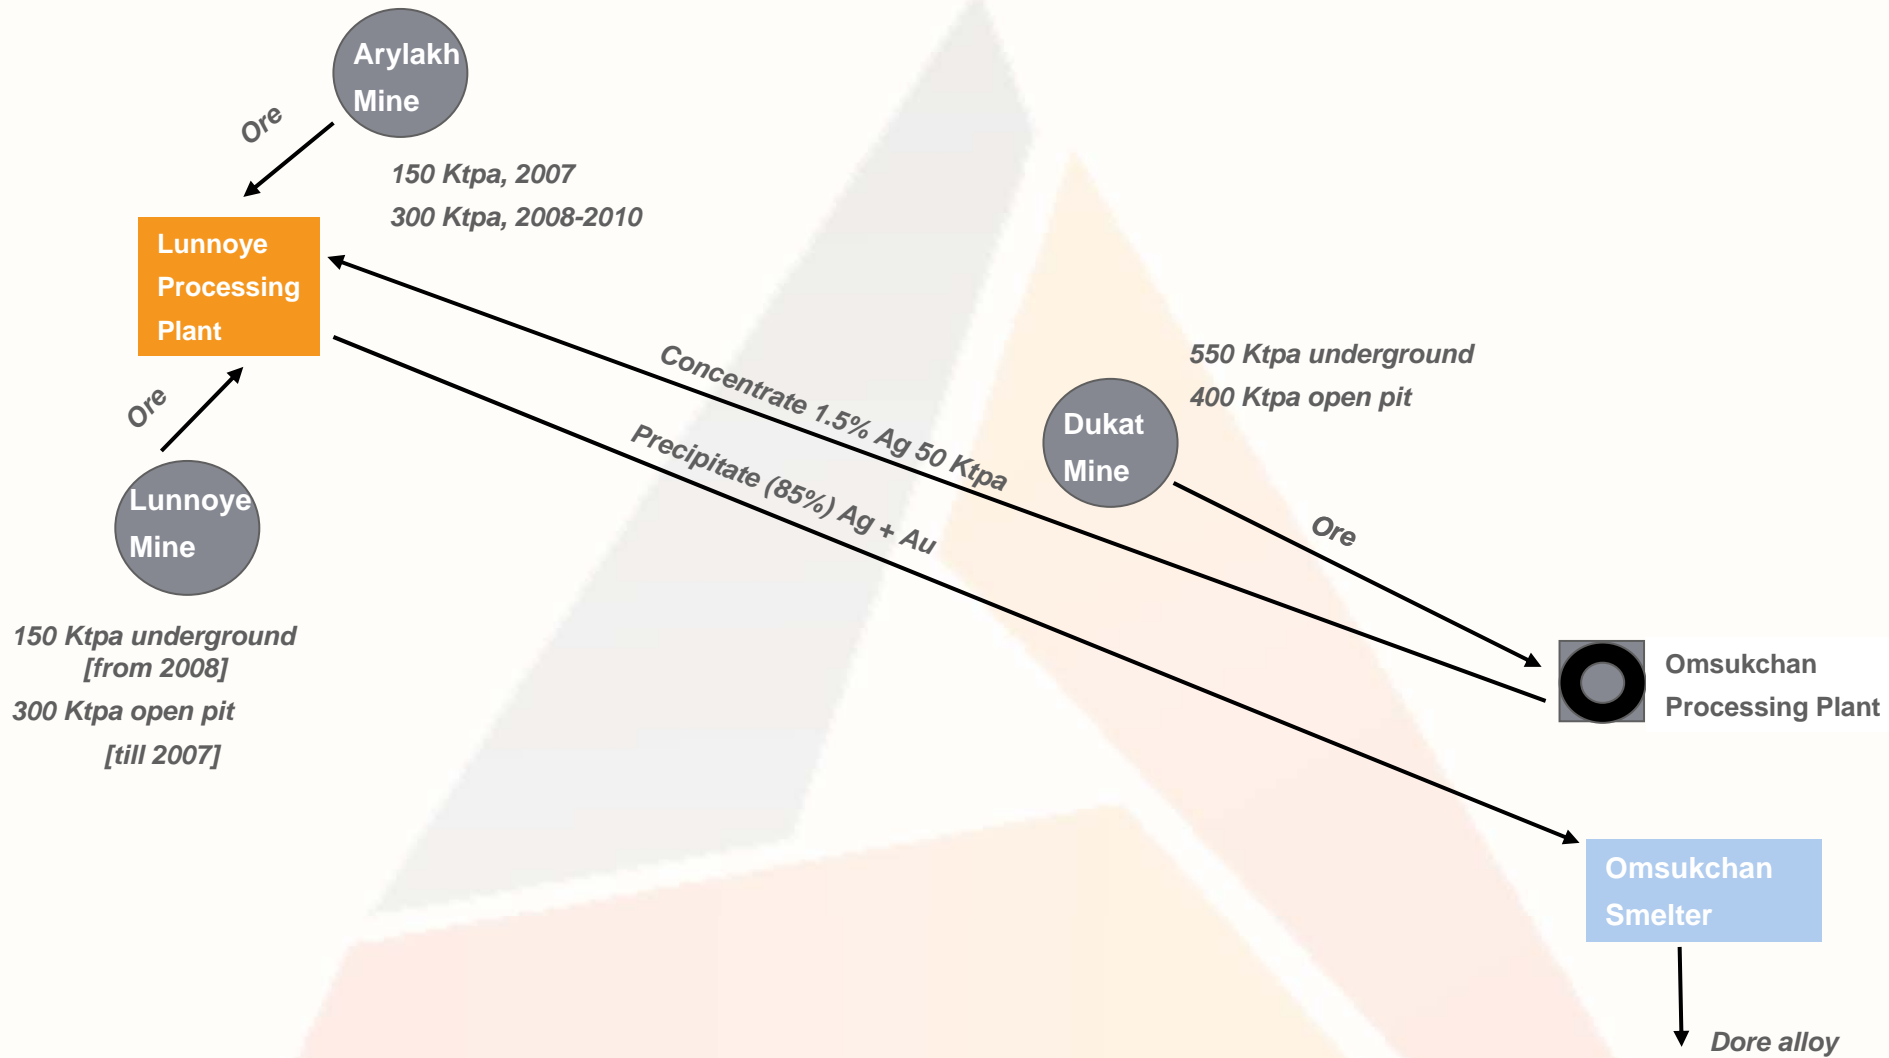 Arylakh
Mine
Ore
150 Ktpa, 2007
300 Ktpa, 2008-2010
Lunnoye
Processing
Plant
Ore
Lunnoye
Mine
150 Ktpa underground
[from 2008]
300 Ktpa open pit
[till 2007]
Concentrate 1.5% Ag 50 Ktpa
Precipitate (85%) Ag + Au
550 Ktpa underground
400 Ktpa open pit
Dukat
Mine
Ore
Omsukchan
Processing Plant
Omsukchan
Smelter
Dore alloy